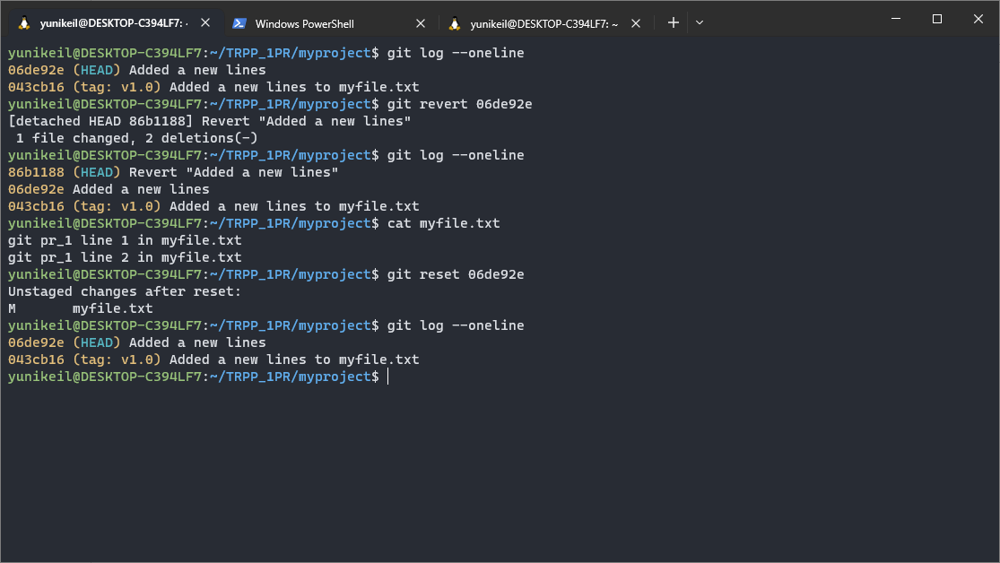 yunikeil@DESKTOP-C394LF7: ·
Windows PowerShell
yunikeil@DESKTOP-C394LF7: ~
yunikeil@DESKTOP-C394LF7:~/TRPP_1PR/myproject$ git log --oneline
06de92e (HEAD) Added a new lines
043cb16 (tag: v1.0) Added a new lines to myfile.txt
yunikeil@DESKTOP-C394LF7:~/TRPP_1PR/myproject$ git revert 06de92e
[detached HEAD 86b1188] Revert "Added a new lines"
 1 file changed, 2 deletions(-)
yunikeil@DESKTOP-C394LF7:~/TRPP_1PR/myproject$ git log --oneline
86b1188 (HEAD) Revert "Added a new lines"
06de92e Added a new lines
043cb16 (tag: v1.0) Added a new lines to myfile.txt
yunikeil@DESKTOP-C394LF7:~/TRPP_1PR/myproject$ cat myfile.txt
git pr_1 line 1 in myfile.txt
git pr_1 line 2 in myfile.txt
yunikeil@DESKTOP-C394LF7:~/TRPP_1PR/myproject$ git reset 06de92e
Unstaged changes after reset:
M       myfile.txt
yunikeil@DESKTOP-C394LF7:~/TRPP_1PR/myproject$ git log --oneline
06de92e (HEAD) Added a new lines
043cb16 (tag: v1.0) Added a new lines to myfile.txt
yunikeil@DESKTOP-C394LF7:~/TRPP_1PR/myproject$